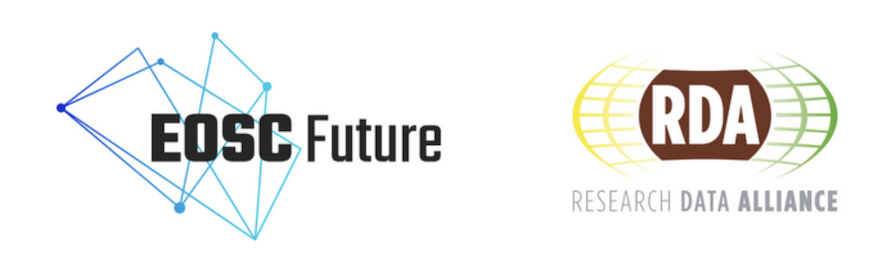 EOSC Future
RDA
RESEARCH DATA ALLIANCE